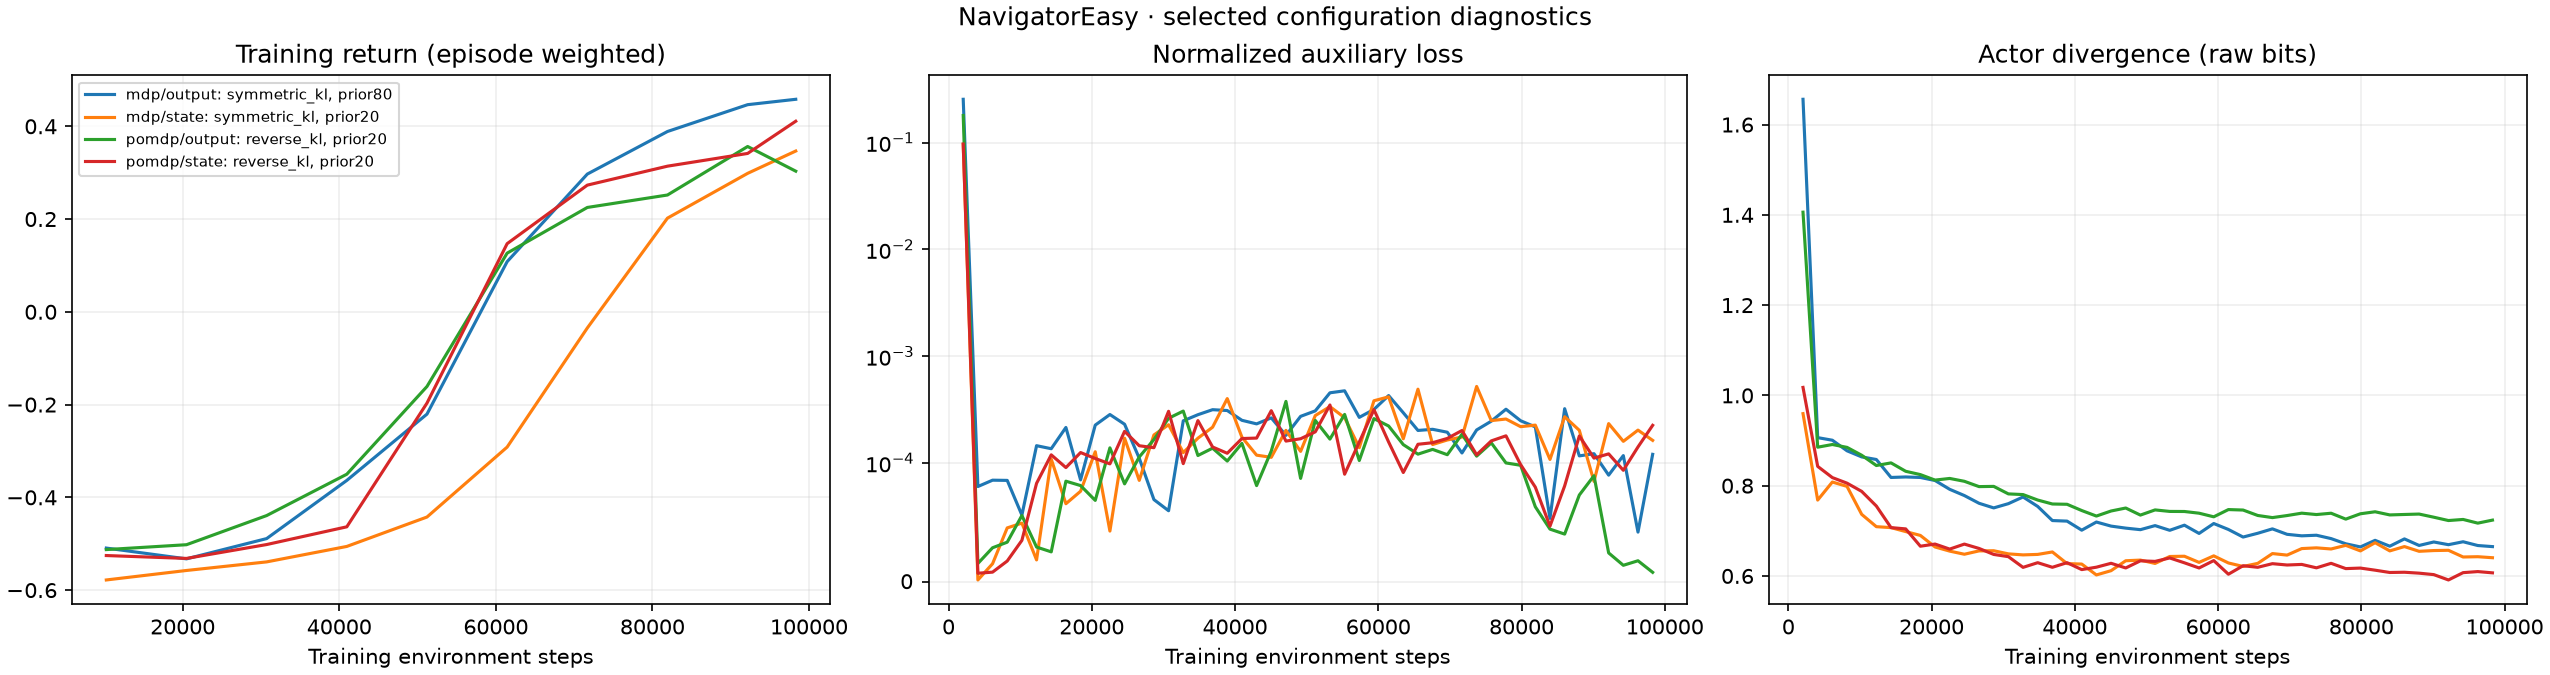 NavigatorEasy · selected configuration diagnostics
Training return (episode weighted)
mdp/output: symmetric_kl, prior80
mdp/state: symmetric_kl, prior20
pomdp/output: reverse_kl, prior20
pomdp/state: reverse_kl, prior20
0.4
0.2
0.0
−0.2
−0.4
−0.6
20000 40000 60000 80000 100000
Training environment steps
Normalized auxiliary loss
10⁻¹
10⁻²
10⁻³
10⁻⁴
0
0 20000 40000 60000 80000 100000
Training environment steps
Actor divergence (raw bits)
1.6
1.4
1.2
1.0
0.8
0.6
0 20000 40000 60000 80000 100000
Training environment steps